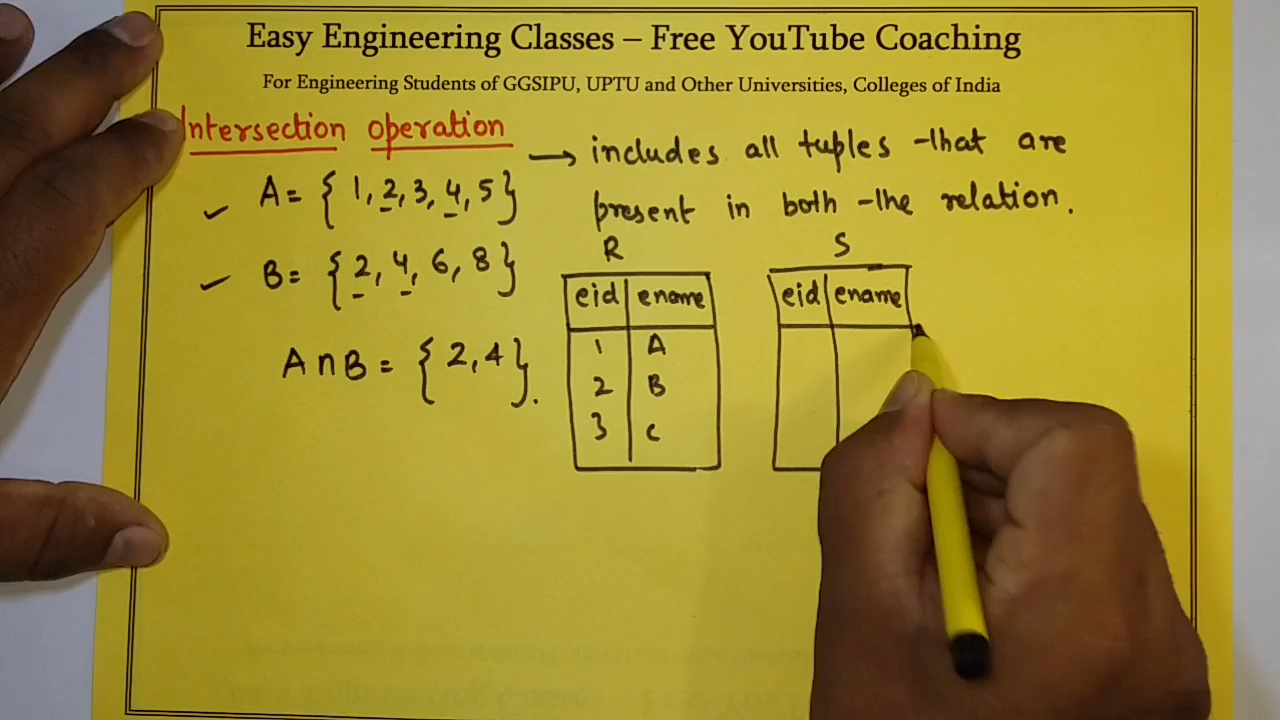 Easy Engineering Classes – Free YouTube Coaching
For Engineering Students of GGSIPU, UPTU and Other Universities, Colleges of India
Intersection operation
→ includes all tuples that are
present in both the relation.
A = { 1, 2, 3, 4, 5 }
B = { 2, 4, 6, 8 }
A ∩ B = { 2, 4 }.
R
eid ename
1 A
2 B
3 C
S
eid ename